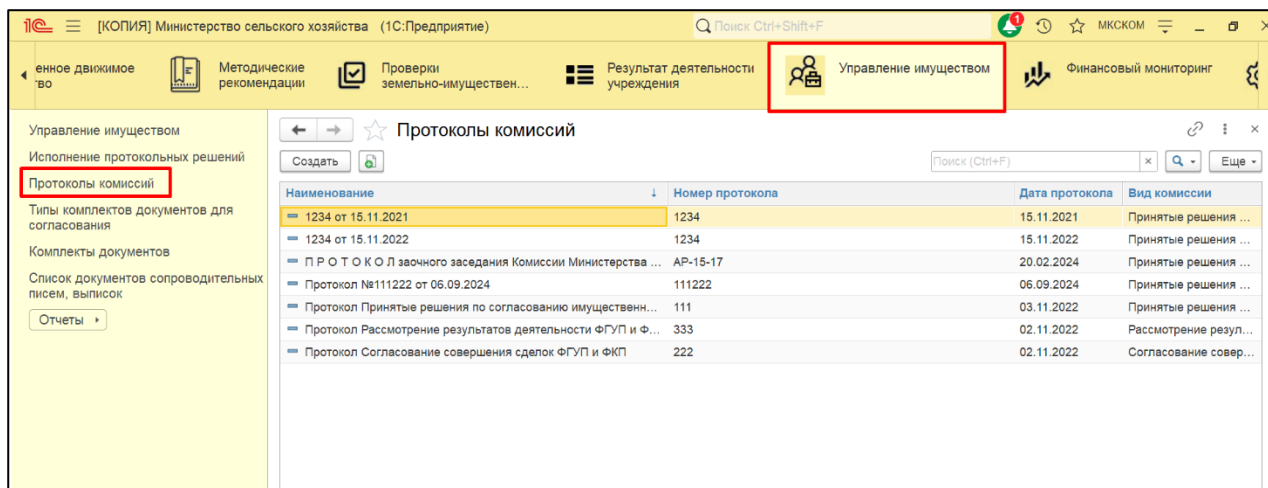 [КОПИЯ] Министерство сельского хозяйства (1С:Предприятие)
Поиск Ctrl+Shift+F
9
МКСКОМ
енное движимое
'во
Методические
рекомендации
Проверки
земельно-имуществен...
Результат деятельности
учреждения
Управление имуществом
Финансовый мониторинг
Управление имуществом
Исполнение протокольных решений
Протоколы комиссий
Типы комплектов документов для
согласования
Комплекты документов
Список документов сопроводительных
писем, выписок
Отчеты
Протоколы комиссий
Создать
Поиск (Ctrl+F)
Еще
Наименование ↓ Номер протокола Дата протокола Вид комиссии
1234 от 15.11.2021 1234 15.11.2021 Принятые решения ...
1234 от 15.11.2022 1234 15.11.2022 Принятые решения ...
П Р О Т О К О Л заочного заседания Комиссии Министерства ... АР-15-17 20.02.2024 Принятые решения ...
Протокол №111222 от 06.09.2024 111222 06.09.2024 Принятые решения ...
Протокол Принятые решения по согласованию имущественн... 111 03.11.2022 Принятые решения ...
Протокол Рассмотрение результатов деятельности ФГУП и Ф... 333 02.11.2022 Рассмотрение резул...
Протокол Согласование совершения сделок ФГУП и ФКП 222 02.11.2022 Согласование совер...